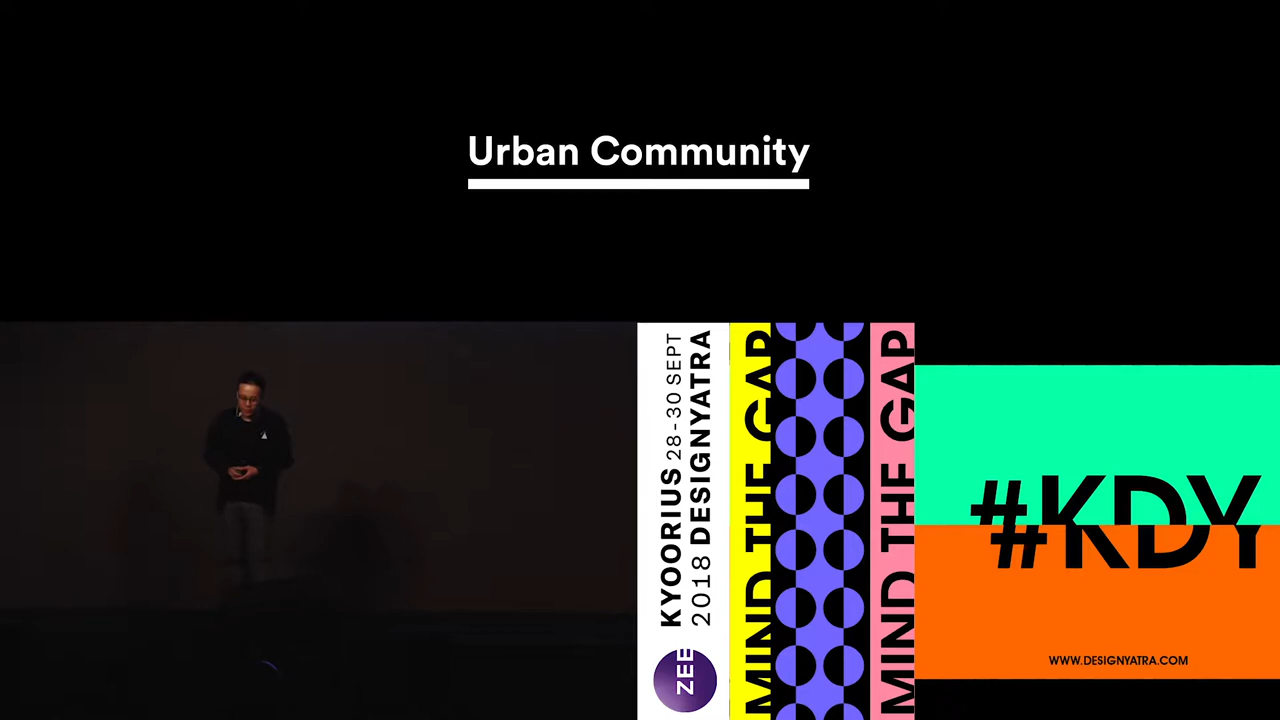 Urban Community
KYOORIUS 28-30 SEPT
2018 DESIGNYATRA
ZEE
MIND THE GAP
MIND THE GAP
#KDY
WWW.DESIGNYATRA.COM